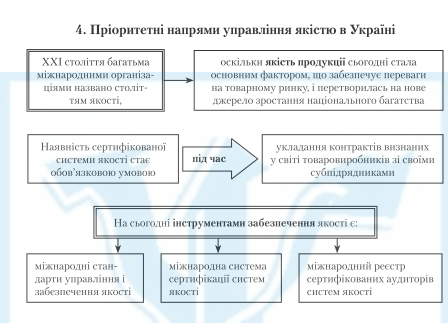 4. Пріоритетні напрями управління якістю в Україні
XXI століття багатьма
міжнародними організа-
ціями названо століт-
тям якості,
оскільки якість продукції сьогодні стала
основним фактором, що забезпечує переваги
на товарному ринку, і перетворилась на нове
джерело зростання національного багатства
Наявність сертифікованої
системи якості стає
обов'язковою умовою
під час
укладання контрактів визнаних
у світі товаровиробників зі своїми
субпідрядниками
На сьогодні інструментами забезпечення якості є:
міжнародні стан-
дарти управління і
забезпечення якості
міжнародна система
сертифікації систем
якості
міжнародний реєстр
сертифікованих аудиторів
систем якості